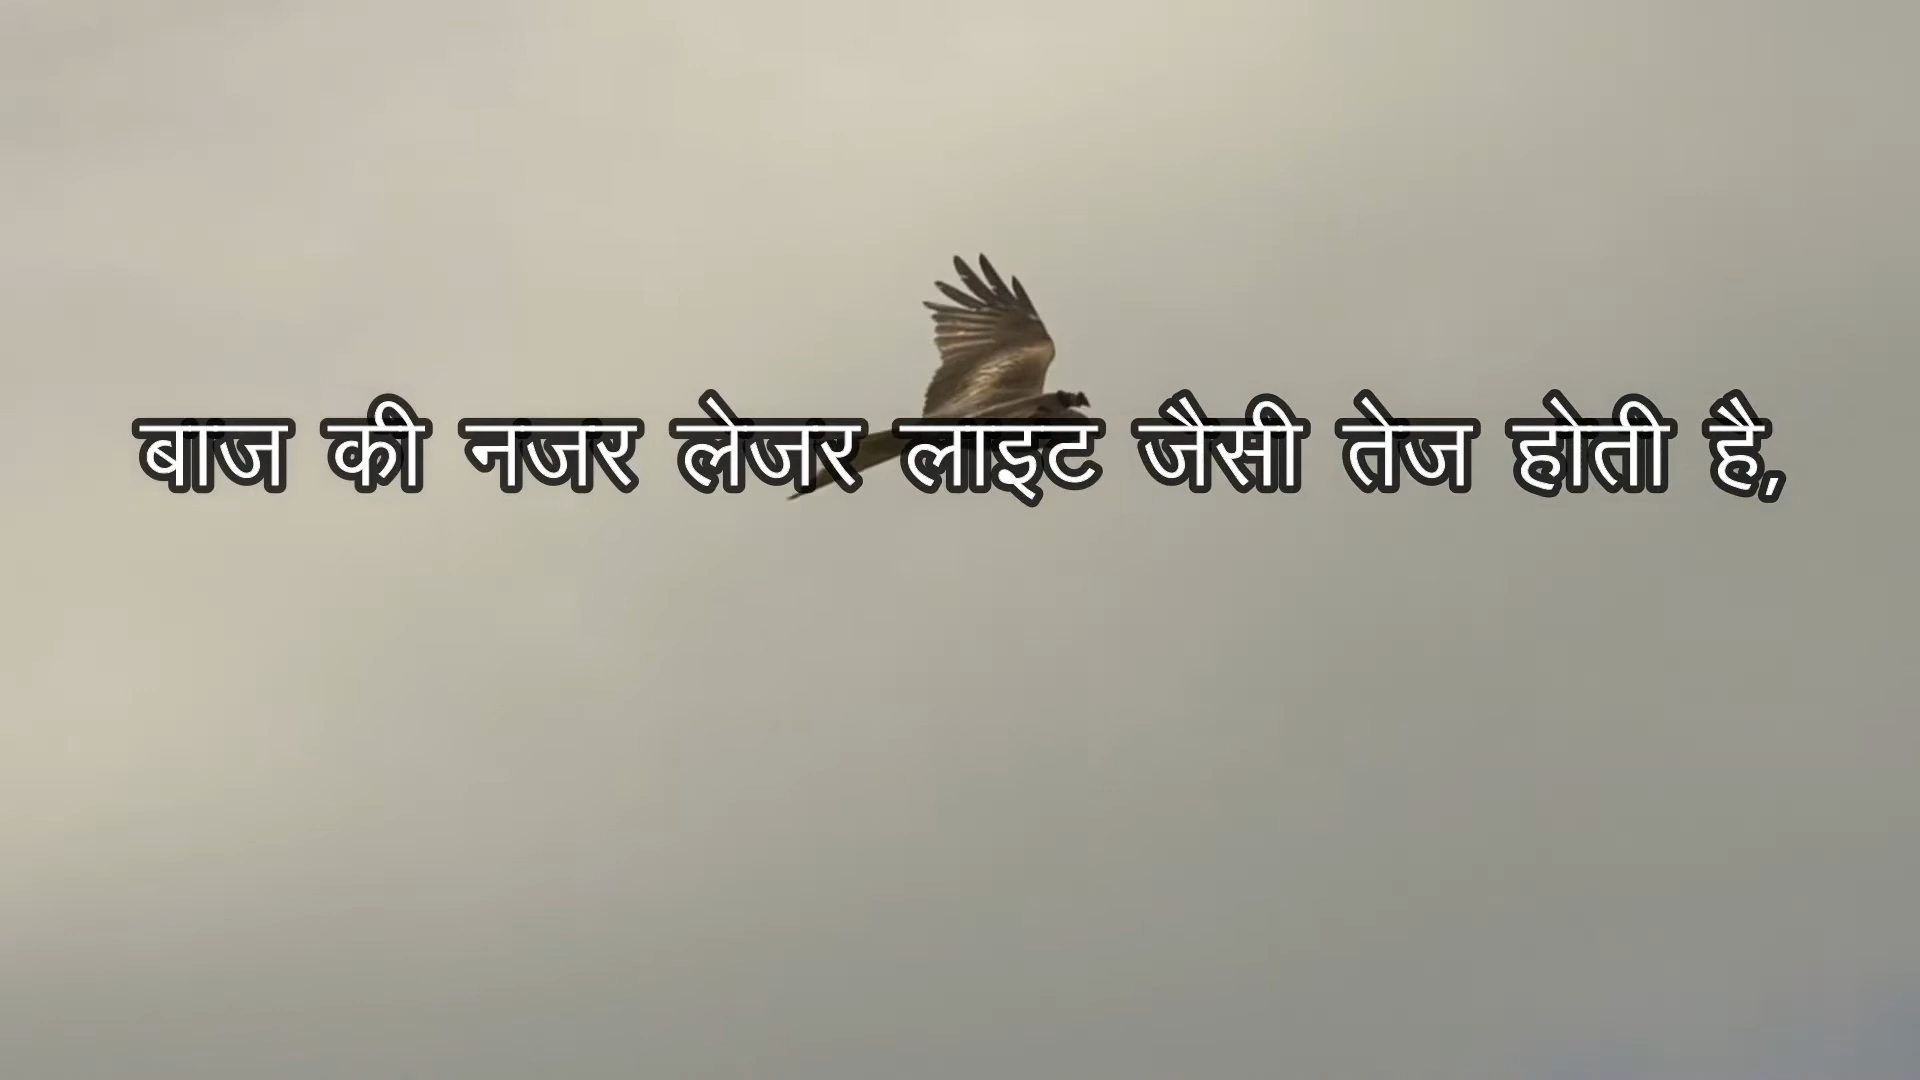 बाज की नजर लेजर लाइट जैसी तेज होती है,